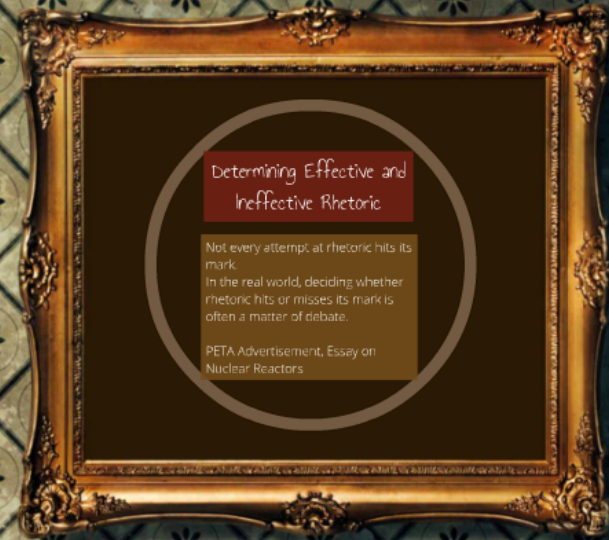 Determining Effective and
Ineffective Rhetoric
Not every attempt at rhetoric hits its
mark.
In the real world, deciding whether
rhetoric hits or misses its mark is
often a matter of debate.
PETA Advertisement, Essay on
Nuclear Reactors